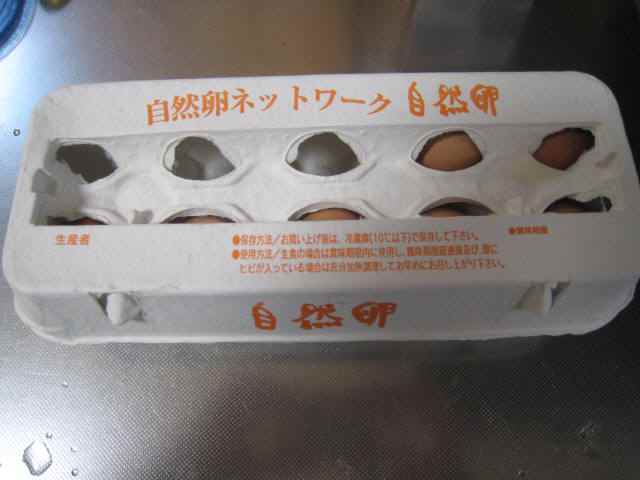 自然卵ネットワーク 自然卵
生産者
●保存方法／お買い上げ後は、冷蔵庫(10℃以下)で保存して下さい。
●賞味期限
●使用方法／生食の場合は賞味期限内に使用し、賞味期限経過後及び、殻に
ヒビが入っている場合は充分加熱調理してお早めにお召し上がり下さい。
自然卵